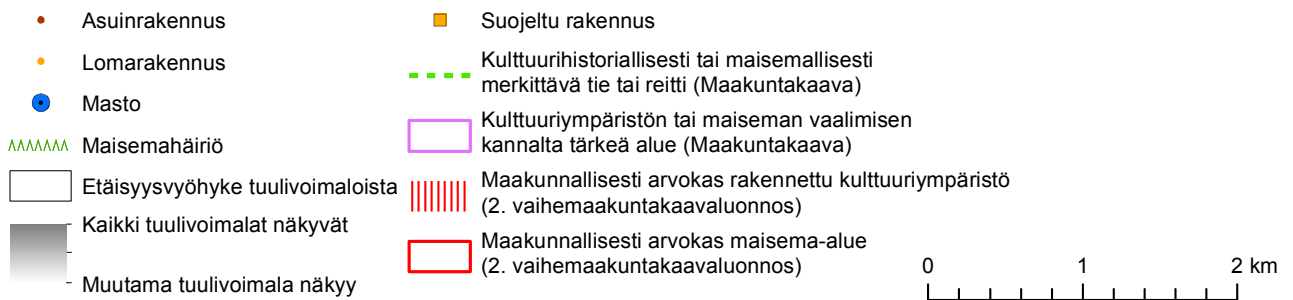 Asuinrakennus
Lomarakennus
Masto
Maisemahäiriö
Etäisyysvyöhyke tuulivoimaloista
Kaikki tuulivoimalat näkyvät
Muutama tuulivoimala näkyy
Suojeltu rakennus
Kulttuurihistoriallisesti tai maisemallisesti
merkittävä tie tai reitti (Maakuntakaava)
Kulttuuriympäristön tai maiseman vaalimisen
kannalta tärkeä alue (Maakuntakaava)
Maakunnallisesti arvokas rakennettu kulttuuriympäristö
(2. vaihemaakuntakaavaluonnos)
Maakunnallisesti arvokas maisema-alue
(2. vaihemaakuntakaavaluonnos)
0 1 2 km